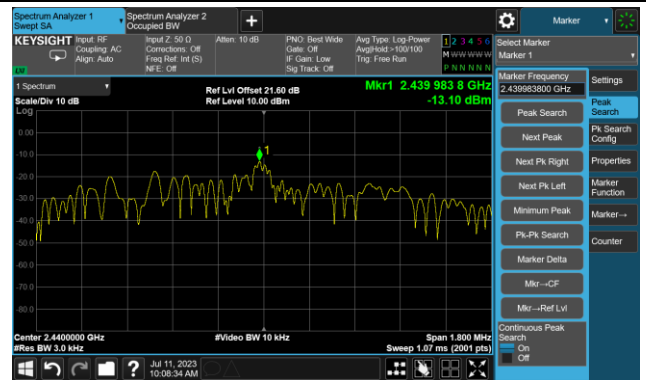 Spectrum Analyzer 1
Swept SA
Spectrum Analyzer 2
Occupied BW
Marker
KEYSIGHT
Input: RF
Coupling: AC
Align: Auto
Input Z: 50 Ω
Corrections: Off
Freq Ref: Int (S)
NFE: Off
Atten: 10 dB
PNO: Best Wide
Gate: Off
IF Gain: Low
Sig Track: Off
Avg Type: Log-Power
Avg|Hold:>100/100
Trig: Free Run
1 2 3 4 5 6
M W W W W W
P N N N N N
Select Marker
Marker 1
LW
1 Spectrum
Scale/Div 10 dB
Log
Ref Lvl Offset 21.60 dB
Ref Level 10.00 dBm
Mkr1 2.439 983 8 GHz
-13.10 dBm
0.00
-10.0
-20.0
-30.0
-40.0
-50.0
-60.0
-70.0
-80.0
1
Center 2.4400000 GHz
#Res BW 3.0 kHz
#Video BW 10 kHz
Span 1.800 MHz
Sweep 1.07 ms (2001 pts)
Marker Frequency
2.439983800 GHz
Peak Search
Next Peak
Next Pk Right
Next Pk Left
Minimum Peak
Pk-Pk Search
Marker Delta
Mkr→CF
Mkr→Ref Lvl
Continuous Peak
Search
On
Off
Settings
Peak
Search
Pk Search
Config
Properties
Marker
Function
Marker→
Counter
?
Jul 11, 2023
10:08:34 AM